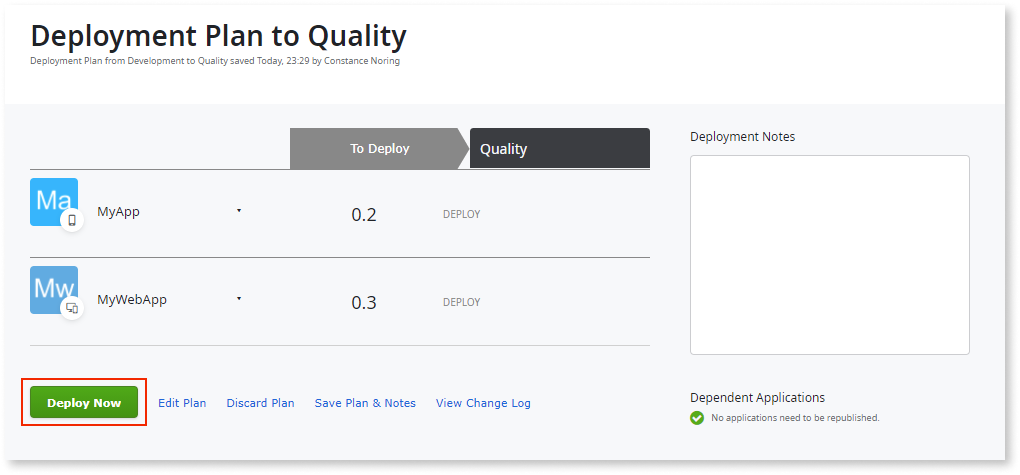 Deployment Plan to Quality
Deployment Plan from Development to Quality saved Today, 23:29 by Constance Noring
To Deploy
Quality
Ma
MyApp
0.2
DEPLOY
Mw
MyWebApp
0.3
DEPLOY
Deploy Now
Edit Plan
Discard Plan
Save Plan & Notes
View Change Log
Deployment Notes
Dependent Applications
No applications need to be republished.